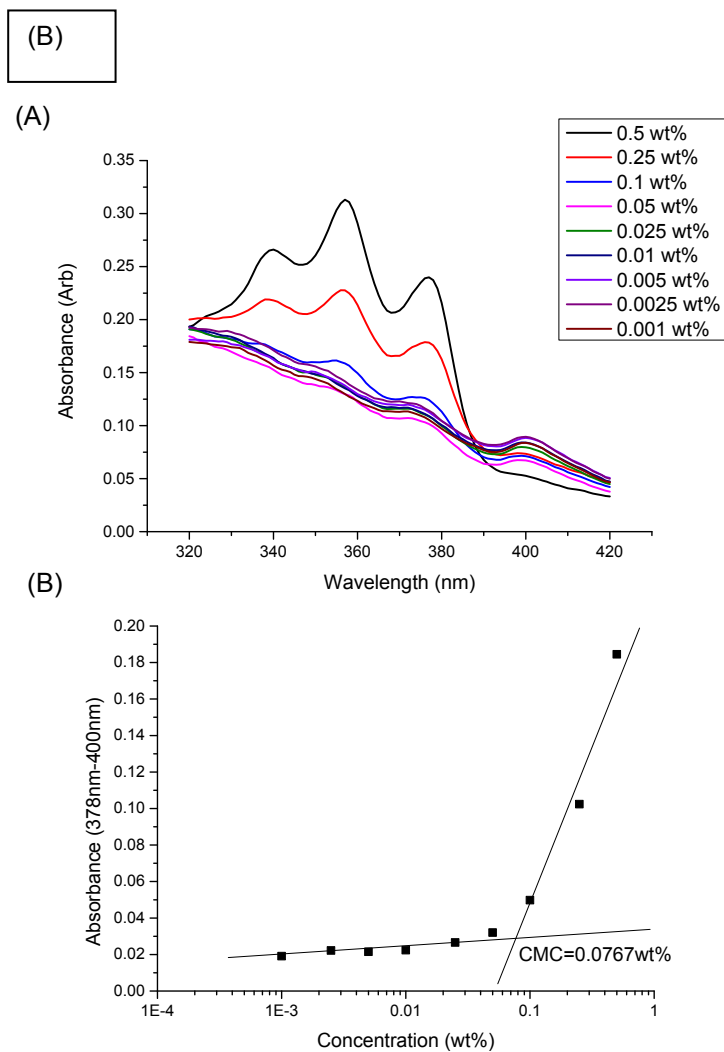 (B)
(A)
0.5 wt%
0.25 wt%
0.1 wt%
0.05 wt%
0.025 wt%
0.01 wt%
0.005 wt%
0.0025 wt%
0.001 wt%
0.35
0.30
0.25
0.20
0.15
0.10
0.05
0.00
Absorbance (Arb)
320
340
360
380
400
420
Wavelength (nm)
(B)
0.20
0.18
0.16
0.14
0.12
0.10
0.08
0.06
0.04
0.02
0.00
Absorbance (378nm-400nm)
CMC=0.0767wt%
1E-4
1E-3
0.01
0.1
1
Concentration (wt%)